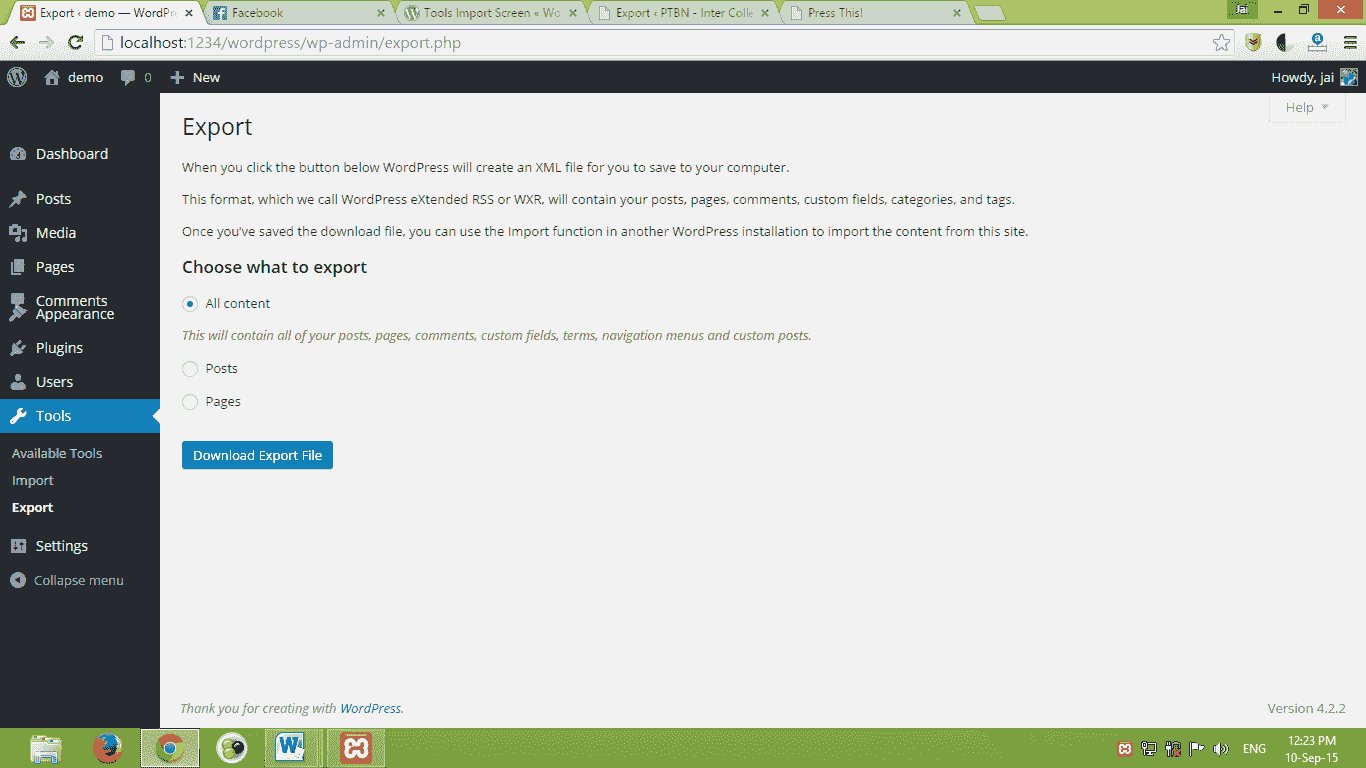 Export ‹ demo — WordPre
Facebook
Tools Import Screen « Wo
Export ‹ PTBN - Inter Colle
Press This!
jai
localhost:1234/wordpress/wp-admin/export.php
demo
0
New
Howdy, jai
Help
Dashboard
Posts
Media
Pages
Comments
Appearance
Plugins
Users
Tools
Available Tools
Import
Export
Settings
Collapse menu
Export
When you click the button below WordPress will create an XML file for you to save to your computer.
This format, which we call WordPress eXtended RSS or WXR, will contain your posts, pages, comments, custom fields, categories, and tags.
Once you've saved the download file, you can use the Import function in another WordPress installation to import the content from this site.
Choose what to export
All content
This will contain all of your posts, pages, comments, custom fields, terms, navigation menus and custom posts.
Posts
Pages
Download Export File
Thank you for creating with WordPress.
Version 4.2.2
ENG
12:23 PM
10-Sep-15